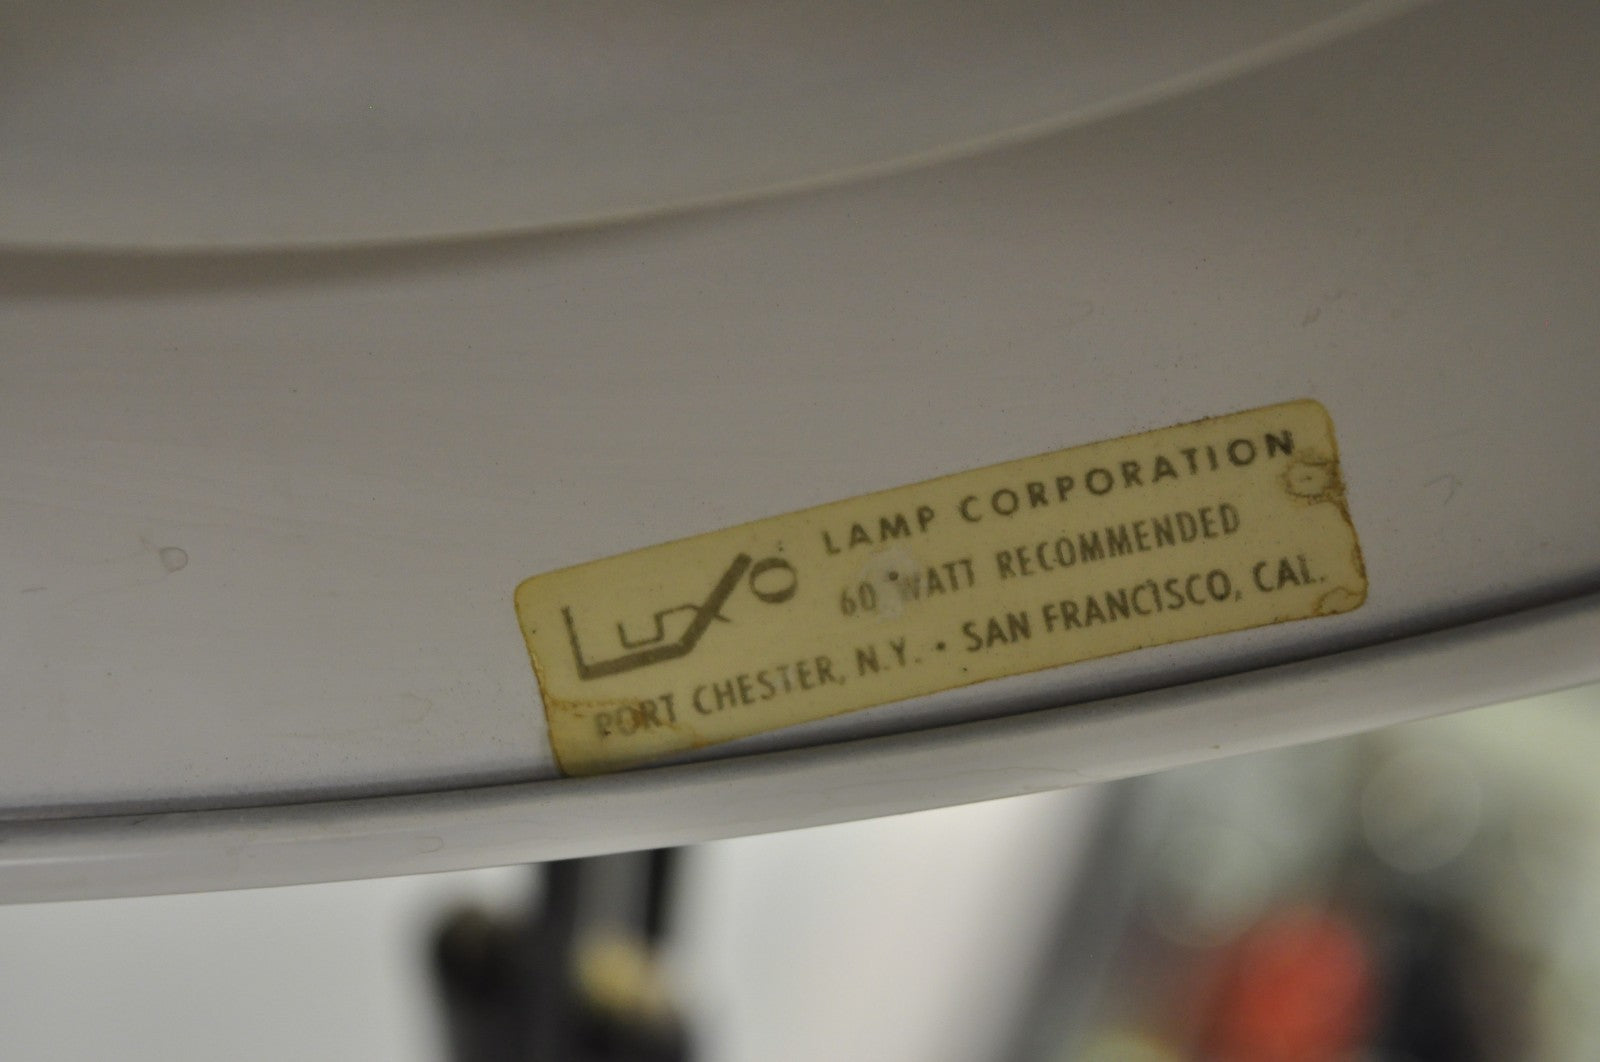 Luxo LAMP CORPORATION
60 WATT RECOMMENDED
PORT CHESTER, N.Y. • SAN FRANCISCO, CAL.